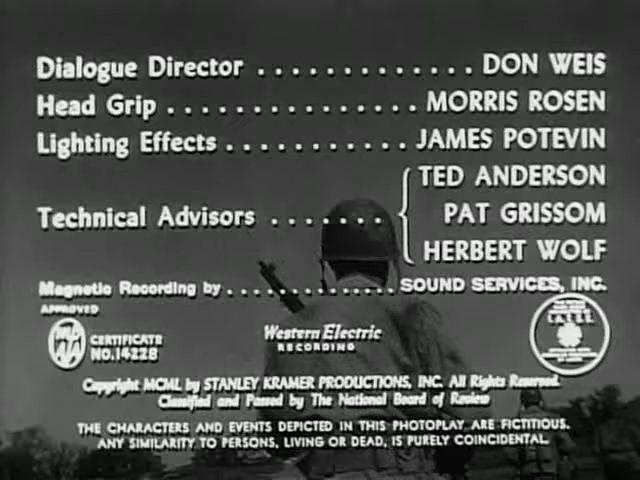 Dialogue Director . . . . . . . . . . . . . DON WEIS
Head Grip . . . . . . . . . . . . . . . MORRIS ROSEN
Lighting Effects . . . . . . . . . . . JAMES POTEVIN
TED ANDERSON
Technical Advisors . . . . . . . PAT GRISSOM
HERBERT WOLF
Magnetic Recording by . . . . . . . . . . . . . . SOUND SERVICES, INC.
APPROVED
CERTIFICATE
NO. 14228
Western Electric
RECORDING
I.A.T.S.E.
Copyright MCML by STANLEY KRAMER PRODUCTIONS, INC. All Rights Reserved.
Classified and Passed by The National Board of Review
THE CHARACTERS AND EVENTS DEPICTED IN THIS PHOTOPLAY ARE FICTITIOUS.
ANY SIMILARITY TO PERSONS, LIVING OR DEAD, IS PURELY COINCIDENTAL.